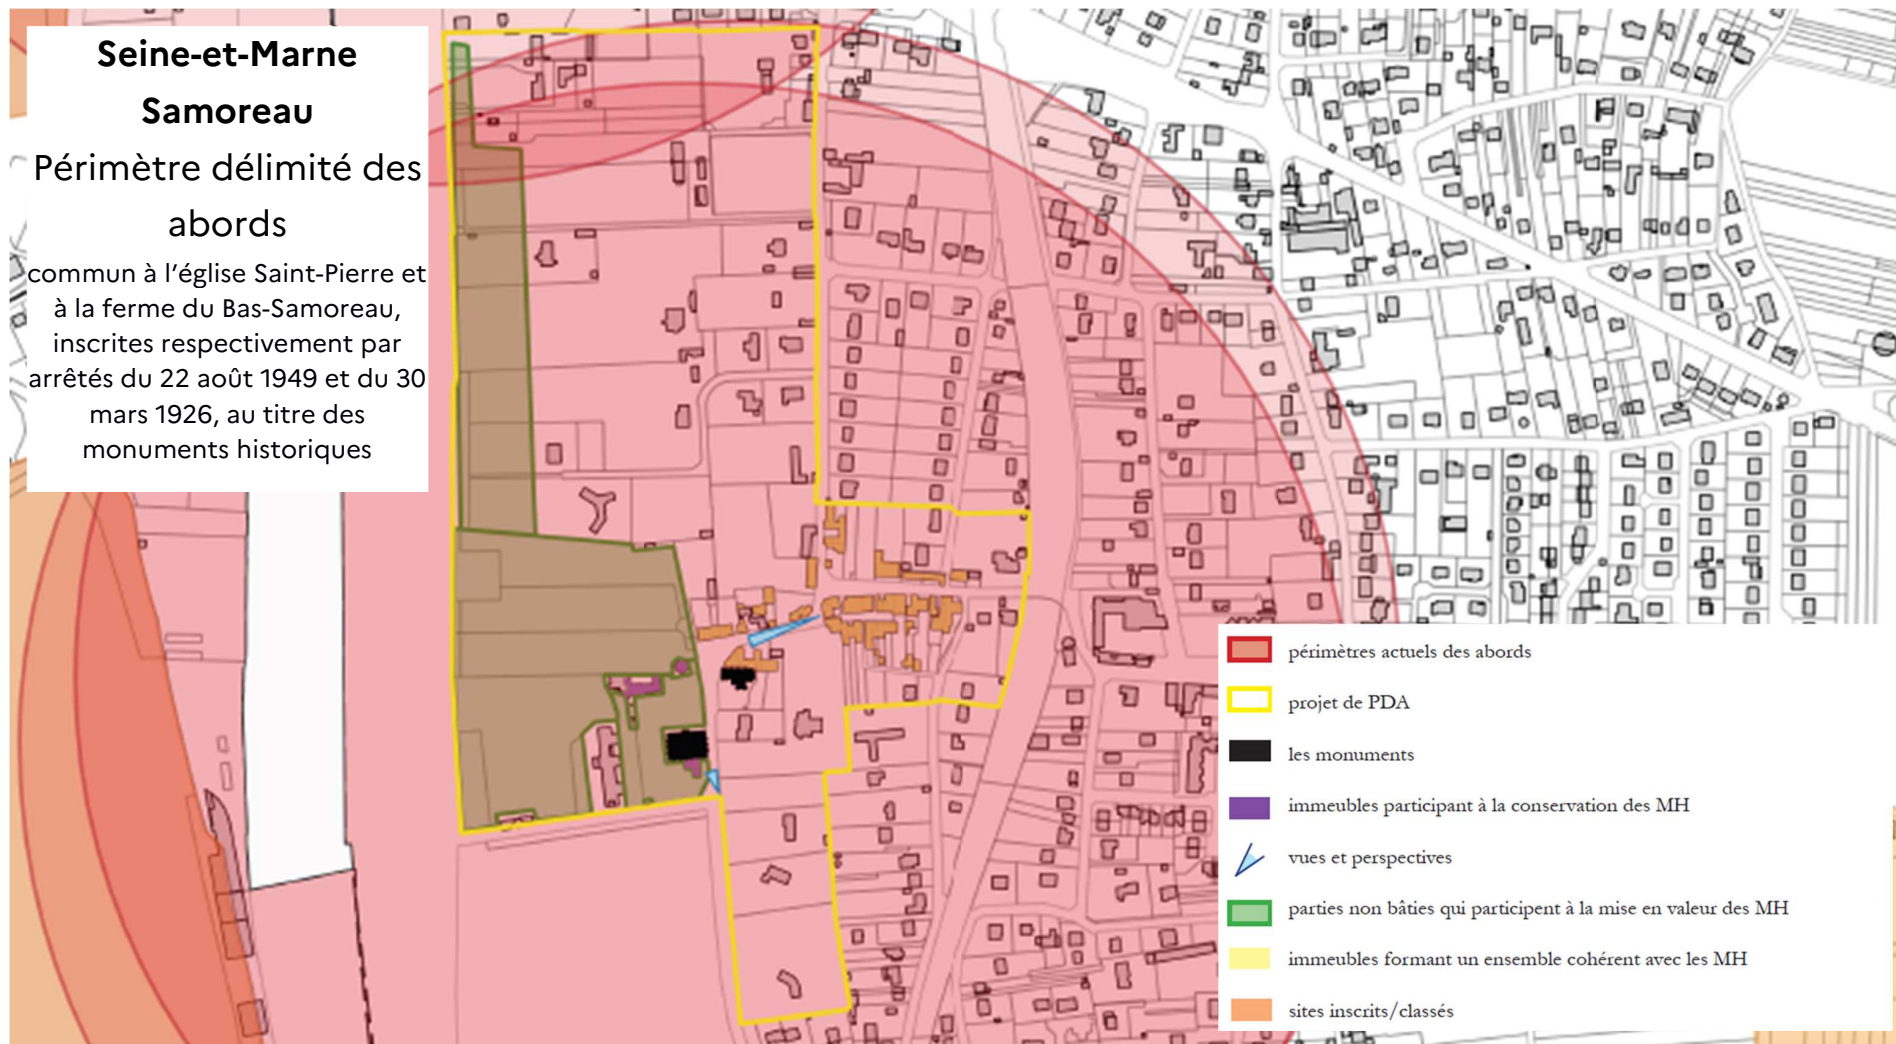 Seine-et-Marne
Samoreau
Périmètre délimité des
abords
commun à l'église Saint-Pierre et
à la ferme du Bas-Samoreau,
inscrites respectivement par
arrêtés du 22 août 1949 et du 30
mars 1926, au titre des
monuments historiques
périmètres actuels des abords
projet de PDA
les monuments
immeubles participant à la conservation des MH
vues et perspectives
parties non bâties qui participent à la mise en valeur des MH
immeubles formant un ensemble cohérent avec les MH
sites inscrits/classés